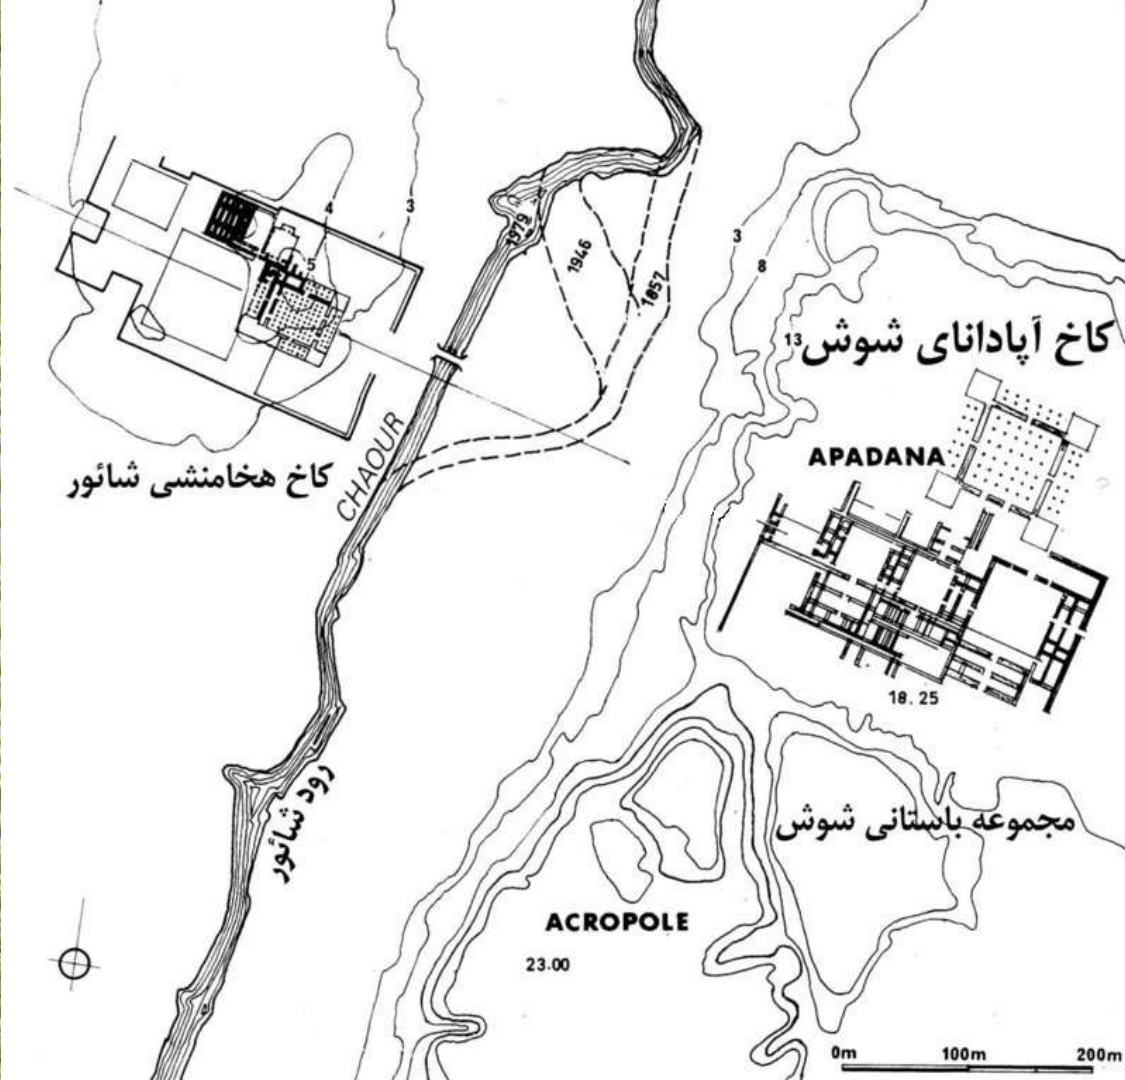 4
3
5
1979
1946
1857
3
8
13
کاخ آپادانای شوش
APADANA
CHAOUR
کاخ هخامنشی شائور
18.25
رود شائور
مجموعه باستانی شوش
ACROPOLE
23.00
0m 100m 200m